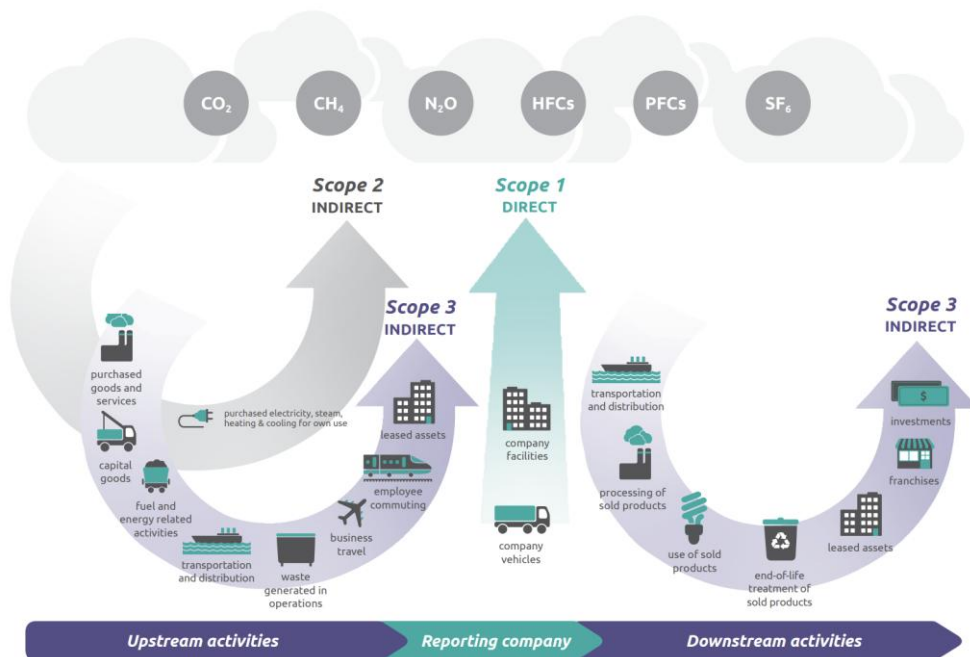 CO₂
CH₄
N₂O
HFCs
PFCs
SF₆
Scope 2
INDIRECT
Scope 1
DIRECT
Scope 3
INDIRECT
Scope 3
INDIRECT
purchased
goods and
services
capital
goods
fuel and
energy related
activities
transportation
and distribution
waste
generated in
operations
business
travel
employee
commuting
leased assets
purchased electricity, steam,
heating & cooling for own use
company
facilities
company
vehicles
transportation
and distribution
processing of
sold products
use of sold
products
end-of-life
treatment of
sold products
leased assets
franchises
$
investments
Upstream activities
Reporting company
Downstream activities